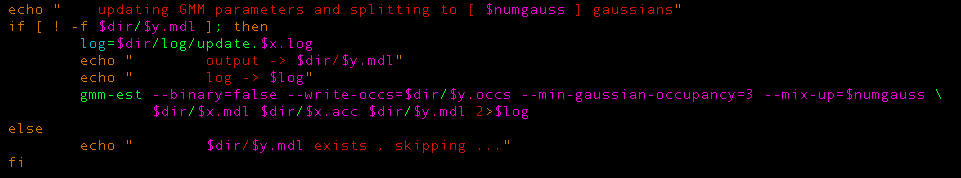 echo "    updating GMM parameters and splitting to [ $numgauss ] gaussians"
if [ ! -f $dir/$y.mdl ]; then
        log=$dir/log/update.$x.log
        echo "        output -> $dir/$y.mdl"
        echo "        log -> $log"
        gmm-est --binary=false --write-occs=$dir/$y.occs --min-gaussian-occupancy=3 --mix-up=$numgauss \
                $dir/$x.mdl $dir/$x.acc $dir/$y.mdl 2>$log
else
        echo "        $dir/$y.mdl exists , skipping ..."
fi